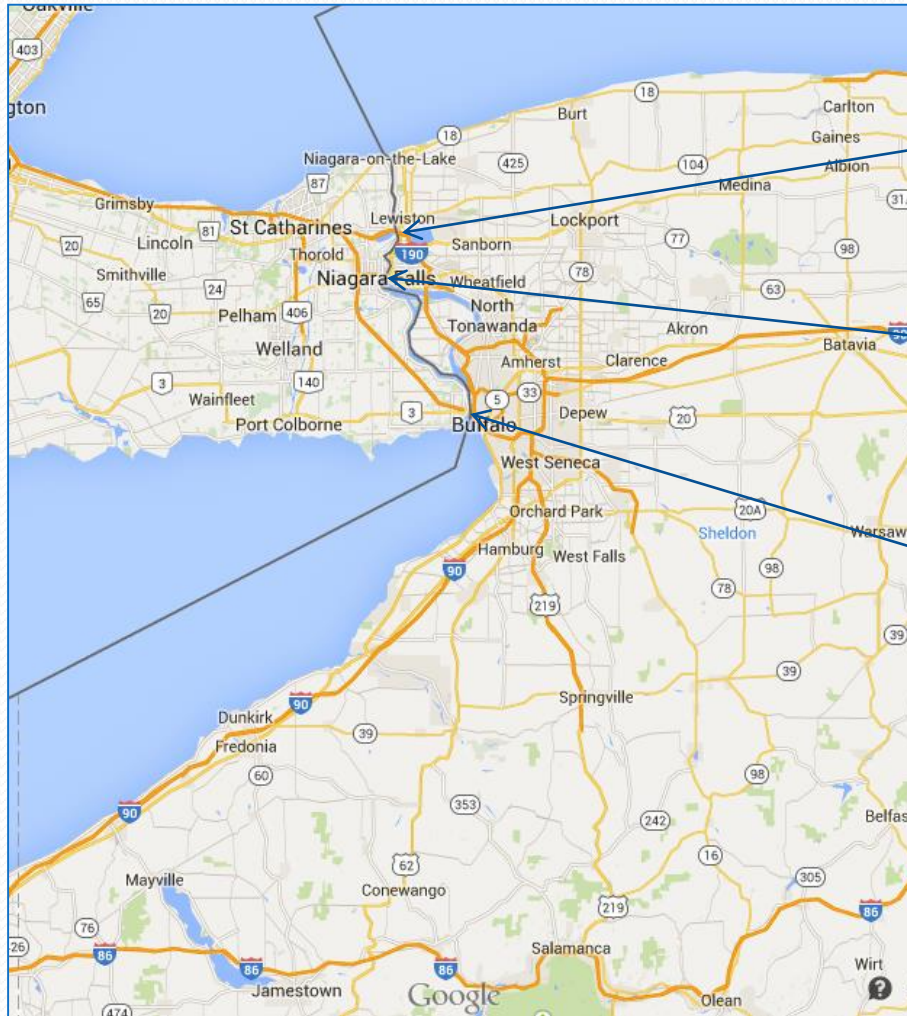 Oakville
403
gton
18
Burt
Carlton
18
Gaines
Niagara-on-the-Lake
425
104
Albion
87
Medina
31A
Grimsby
Lewiston
Lockport
81
St Catharines
20
Lincoln
190
Sanborn
77
98
Thorold
Smithville
24
Niagara Falls
Wheatfield
78
63
65
20
406
North
Tonawanda
Pelham
Akron
90
Welland
Amherst
Clarence
Batavia
3
140
5
33
Wainfleet
3
Depew
20
Port Colborne
Buffalo
West Seneca
Orchard Park
20A
Sheldon
Warsaw
Hamburg
West Falls
90
98
78
219
39
39
90
Springville
Dunkirk
39
Fredonia
60
98
353
90
242
Belfas
62
16
Mayville
Conewango
305
219
86
76
26
86
86
Salamanca
Wirt
Jamestown
Google
Olean
474
?